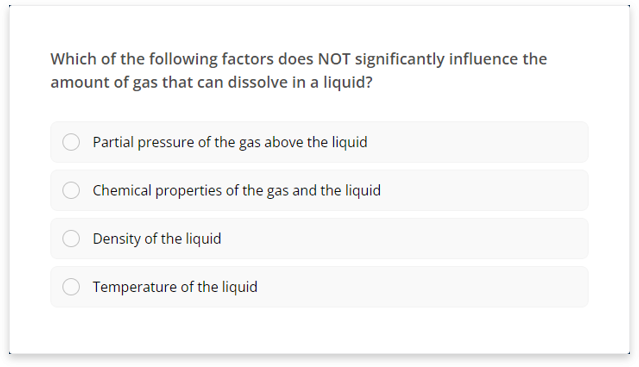 Which of the following factors does NOT significantly influence the
amount of gas that can dissolve in a liquid?
Partial pressure of the gas above the liquid
Chemical properties of the gas and the liquid
Density of the liquid
Temperature of the liquid